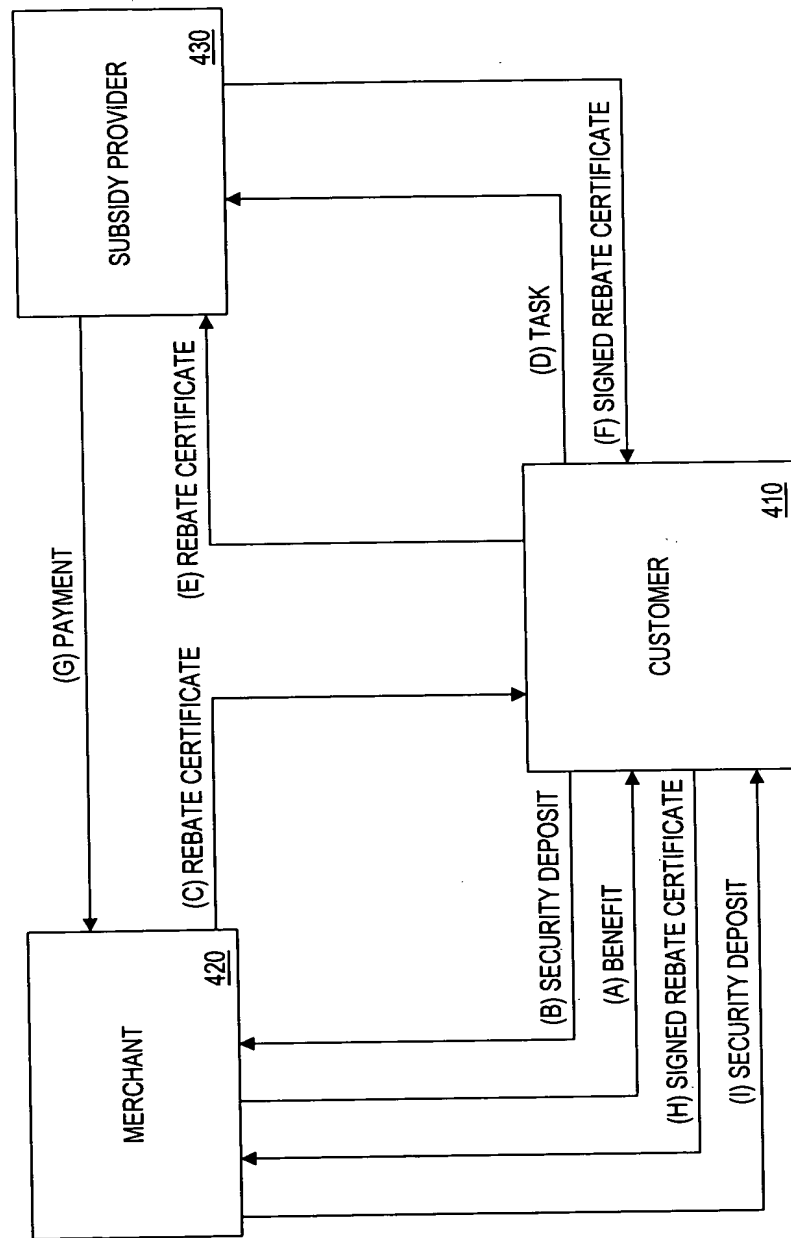 MERCHANT
420
(G) PAYMENT
SUBSIDY PROVIDER
430
(C) REBATE CERTIFICATE
(E) REBATE CERTIFICATE
(B) SECURITY DEPOSIT
(A) BENEFIT
(H) SIGNED REBATE CERTIFICATE
(I) SECURITY DEPOSIT
CUSTOMER
410
(D) TASK
(F) SIGNED REBATE CERTIFICATE